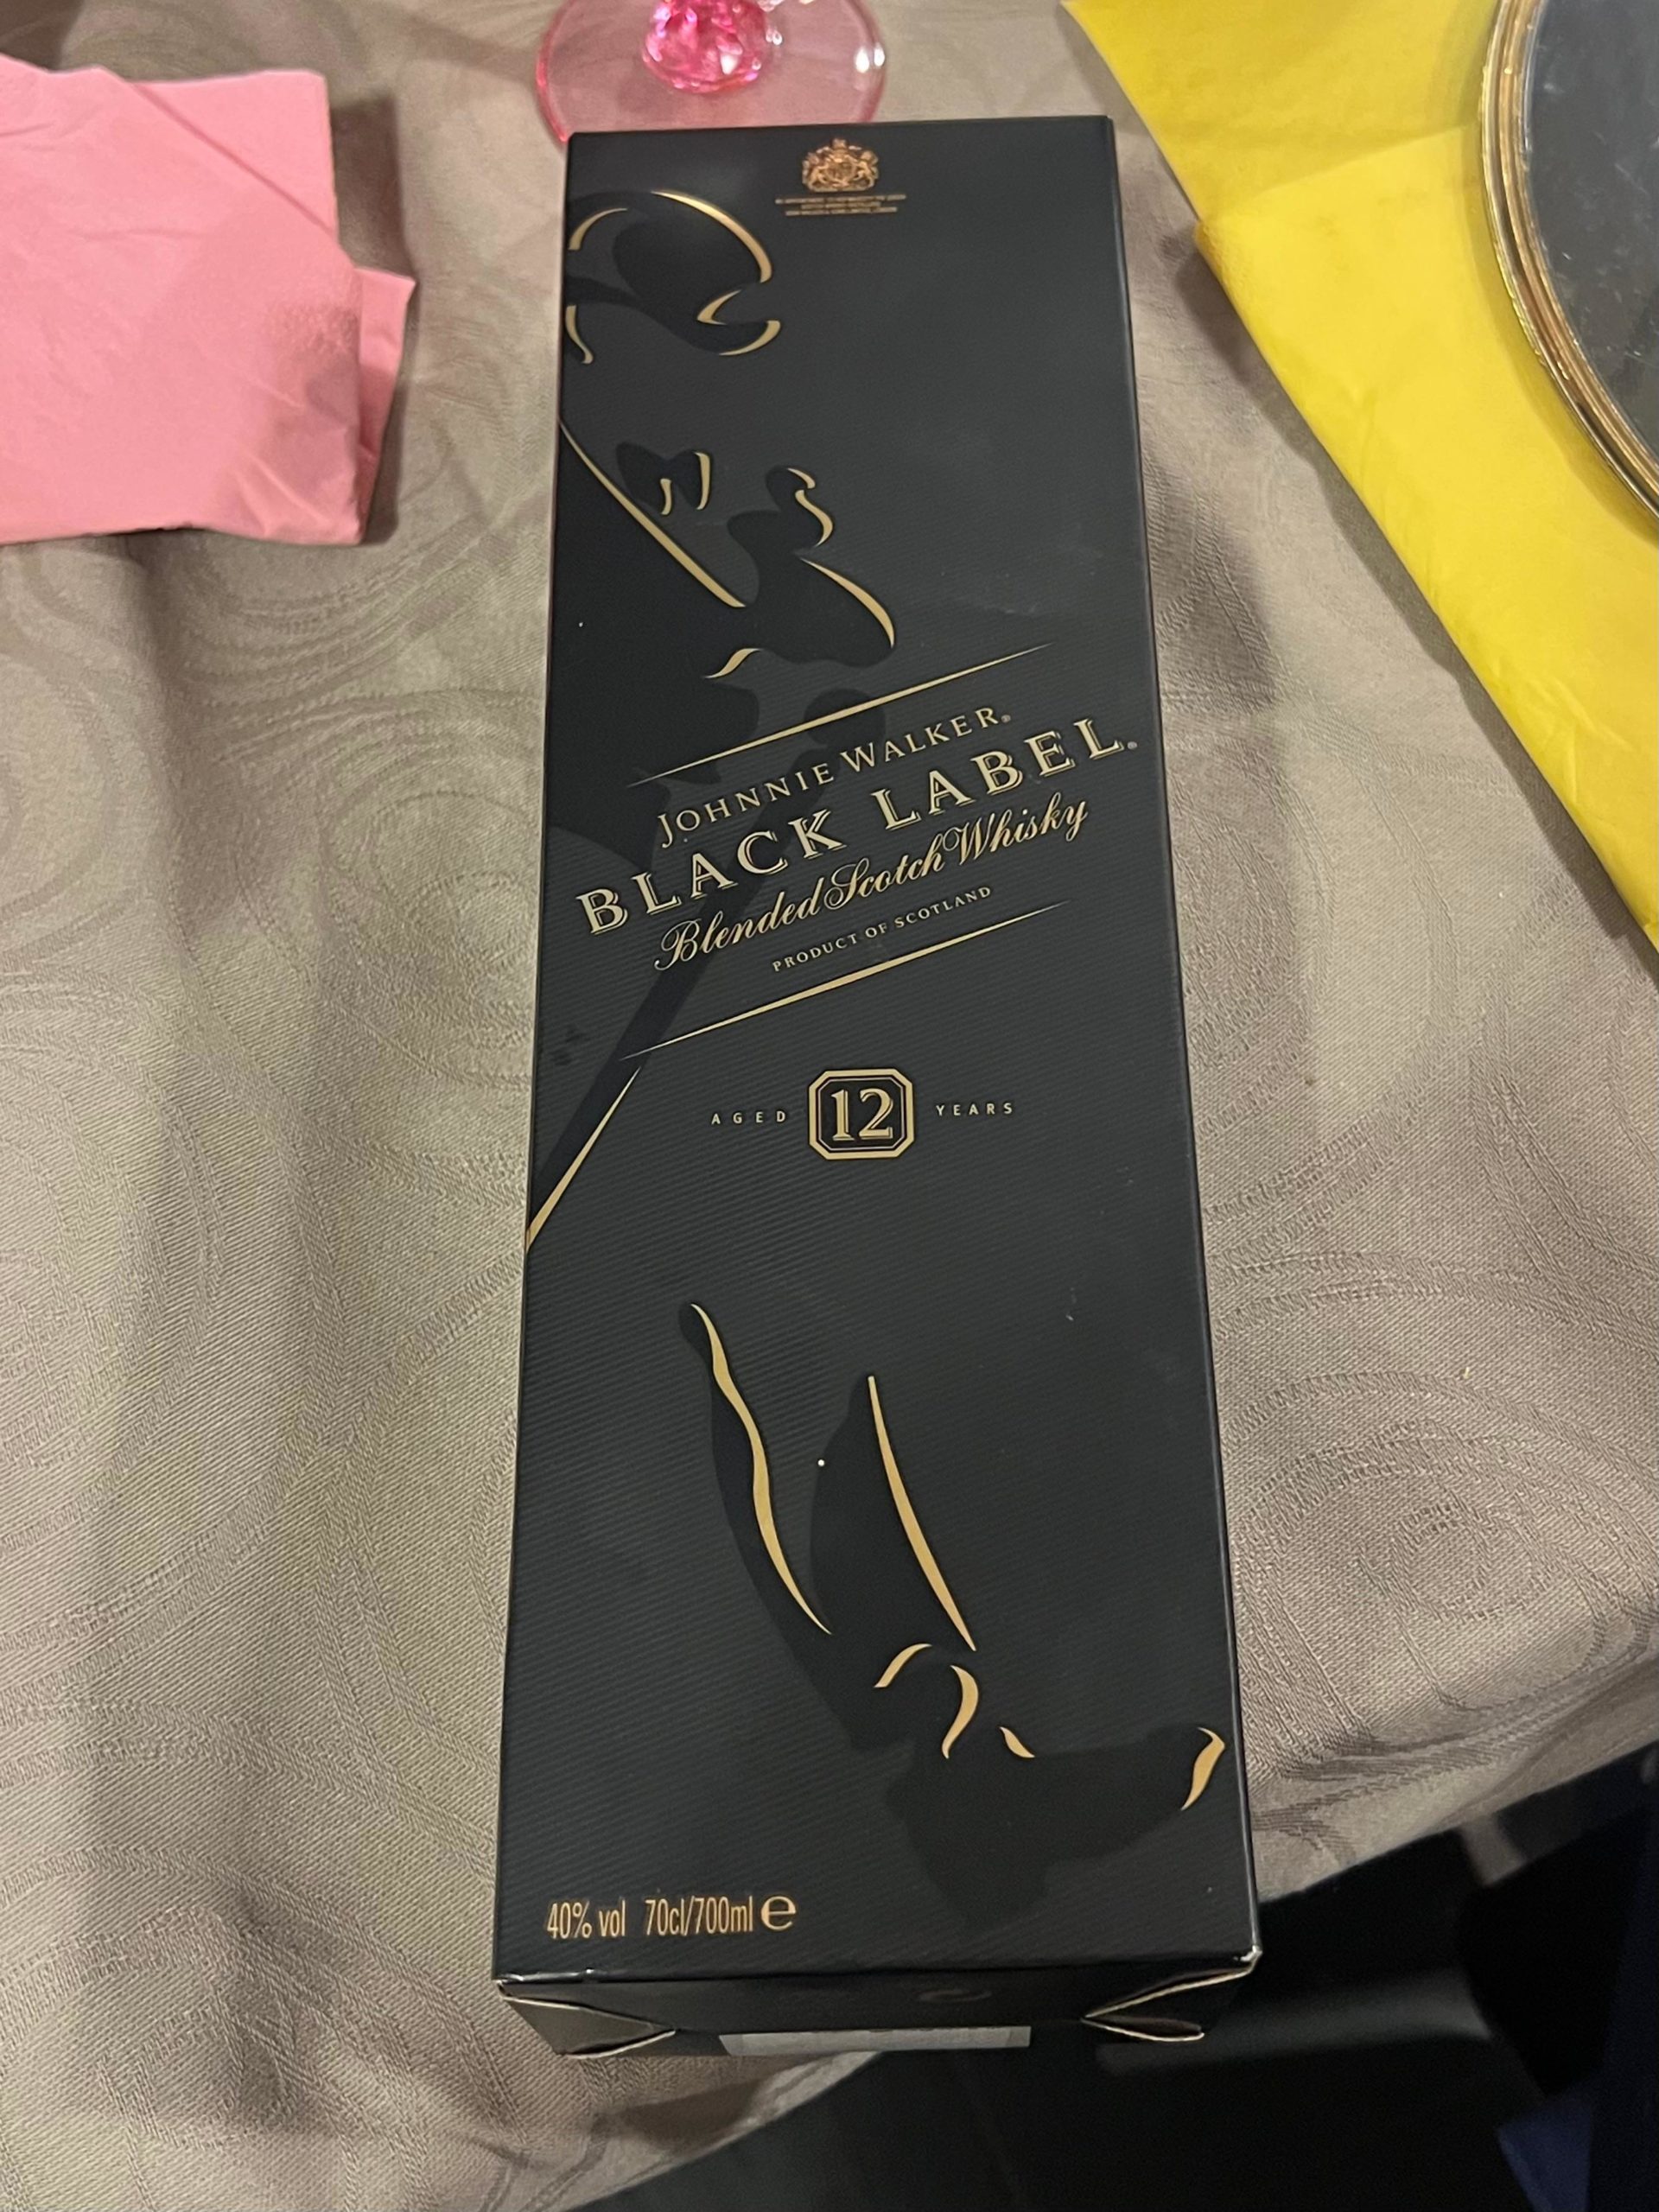 JOHNNIE WALKER®
BLACK LABEL®
Blended Scotch Whisky
PRODUCT OF SCOTLAND
AGED 12 YEARS
40% vol 70cl/700ml e